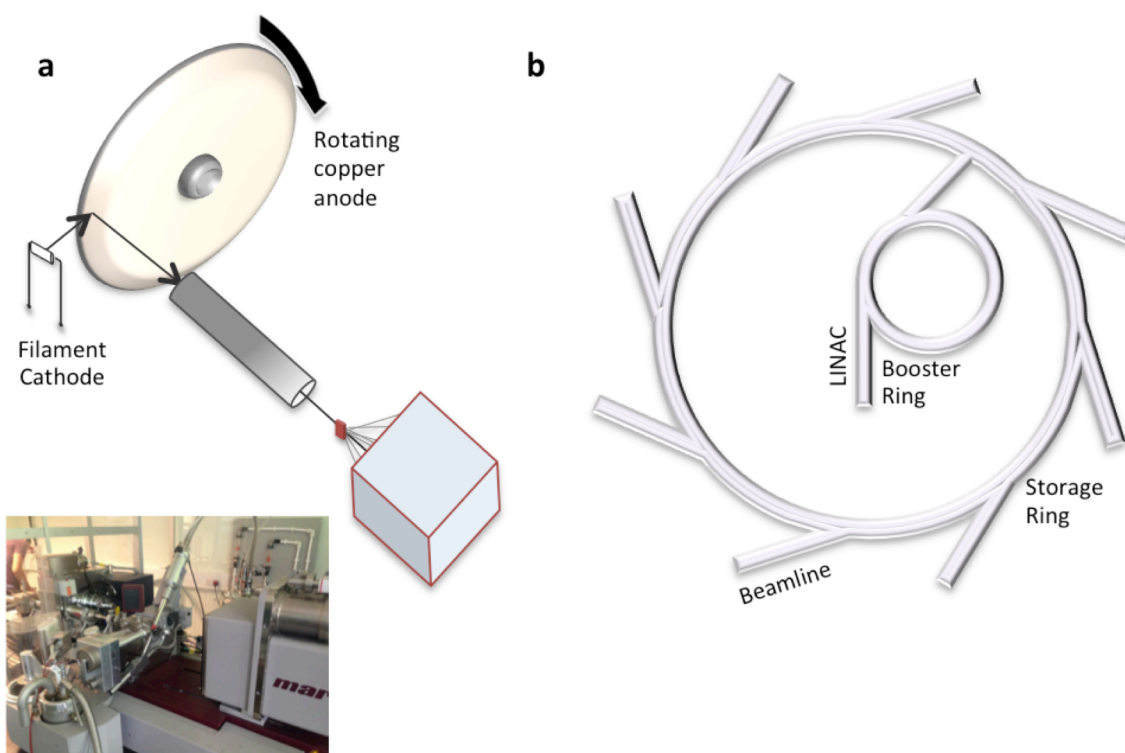 a
Rotating
copper
anode
Filament
Cathode
mar
b
LINAC
Booster
Ring
Storage
Ring
Beamline